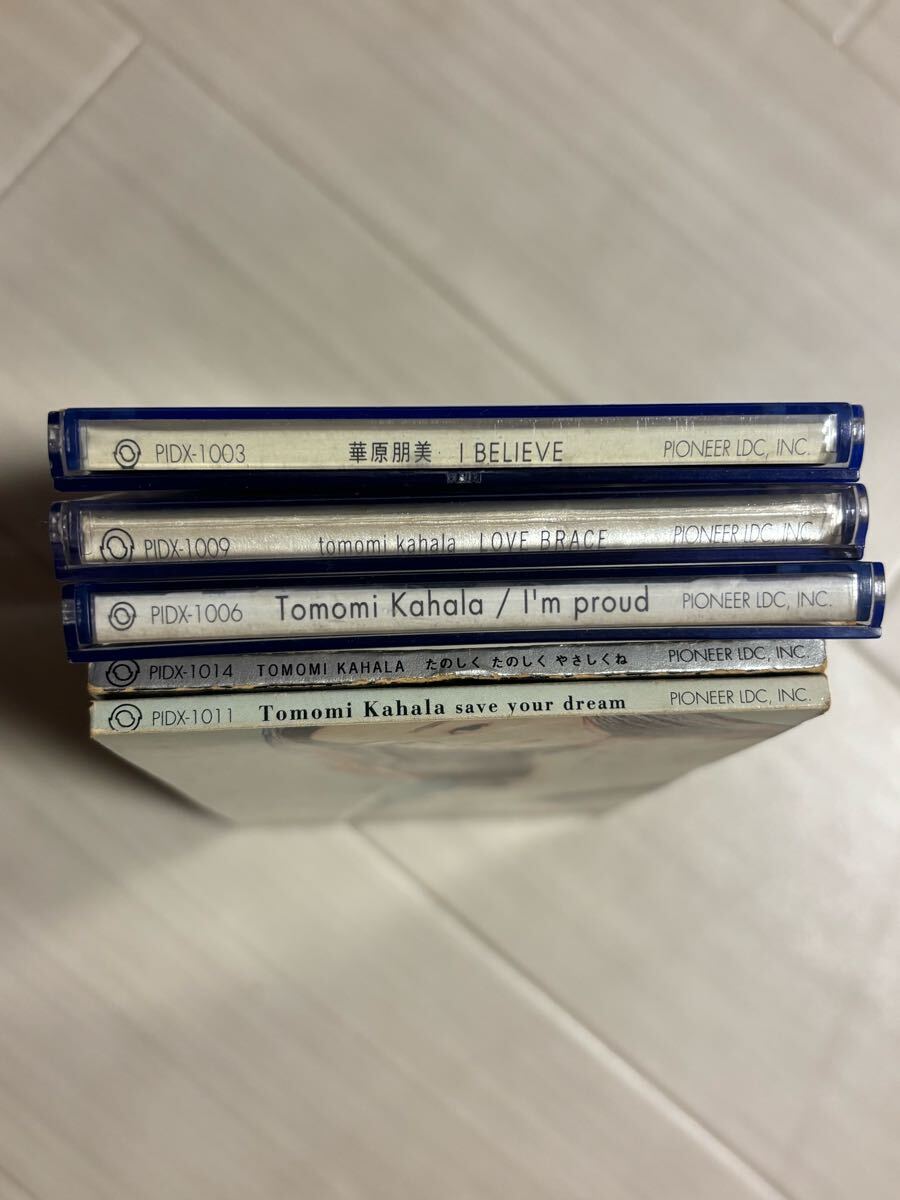 PIDX-1003 華原朋美 I BELIEVE PIONEER LDC, INC.
PIDX-1009 tomomi kahala LOVE BRACE PIONEER LDC, INC.
PIDX-1006 Tomomi Kahala / I'm proud PIONEER LDC, INC.
PIDX-1014 TOMOMI KAHALA たのしく たのしく やさしくね PIONEER LDC, INC.
PIDX-1011 Tomomi Kahala save your dream PIONEER LDC, INC.